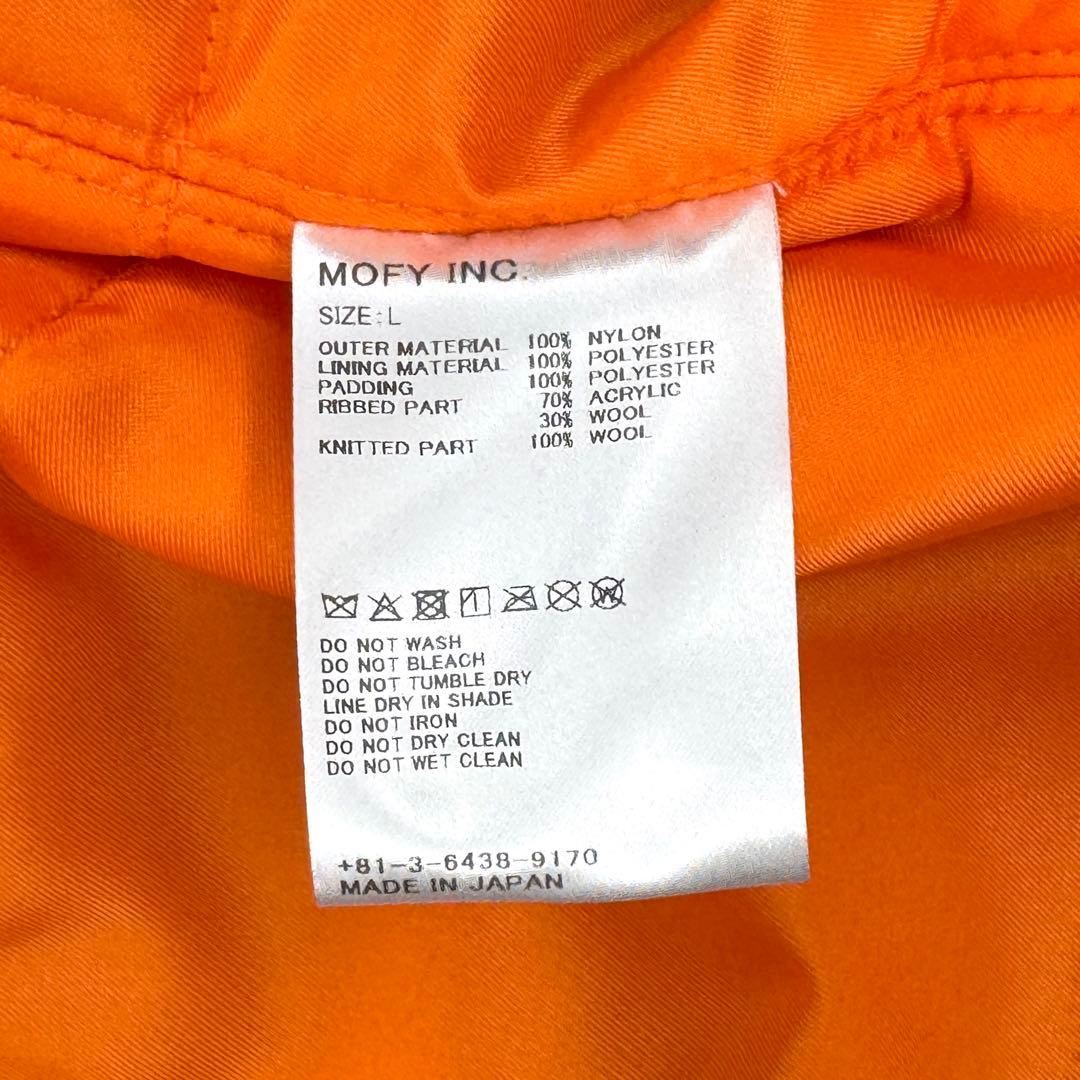 MOFY INC.
SIZE:L
OUTER MATERIAL 100% NYLON
LINING MATERIAL 100% POLYESTER
PADDING 100% POLYESTER
RIBBED PART 70% ACRYLIC
30% WOOL
KNITTED PART 100% WOOL
W
DO NOT WASH
DO NOT BLEACH
DO NOT TUMBLE DRY
LINE DRY IN SHADE
DO NOT IRON
DO NOT DRY CLEAN
DO NOT WET CLEAN
+81-3-6438-9170
MADE IN JAPAN